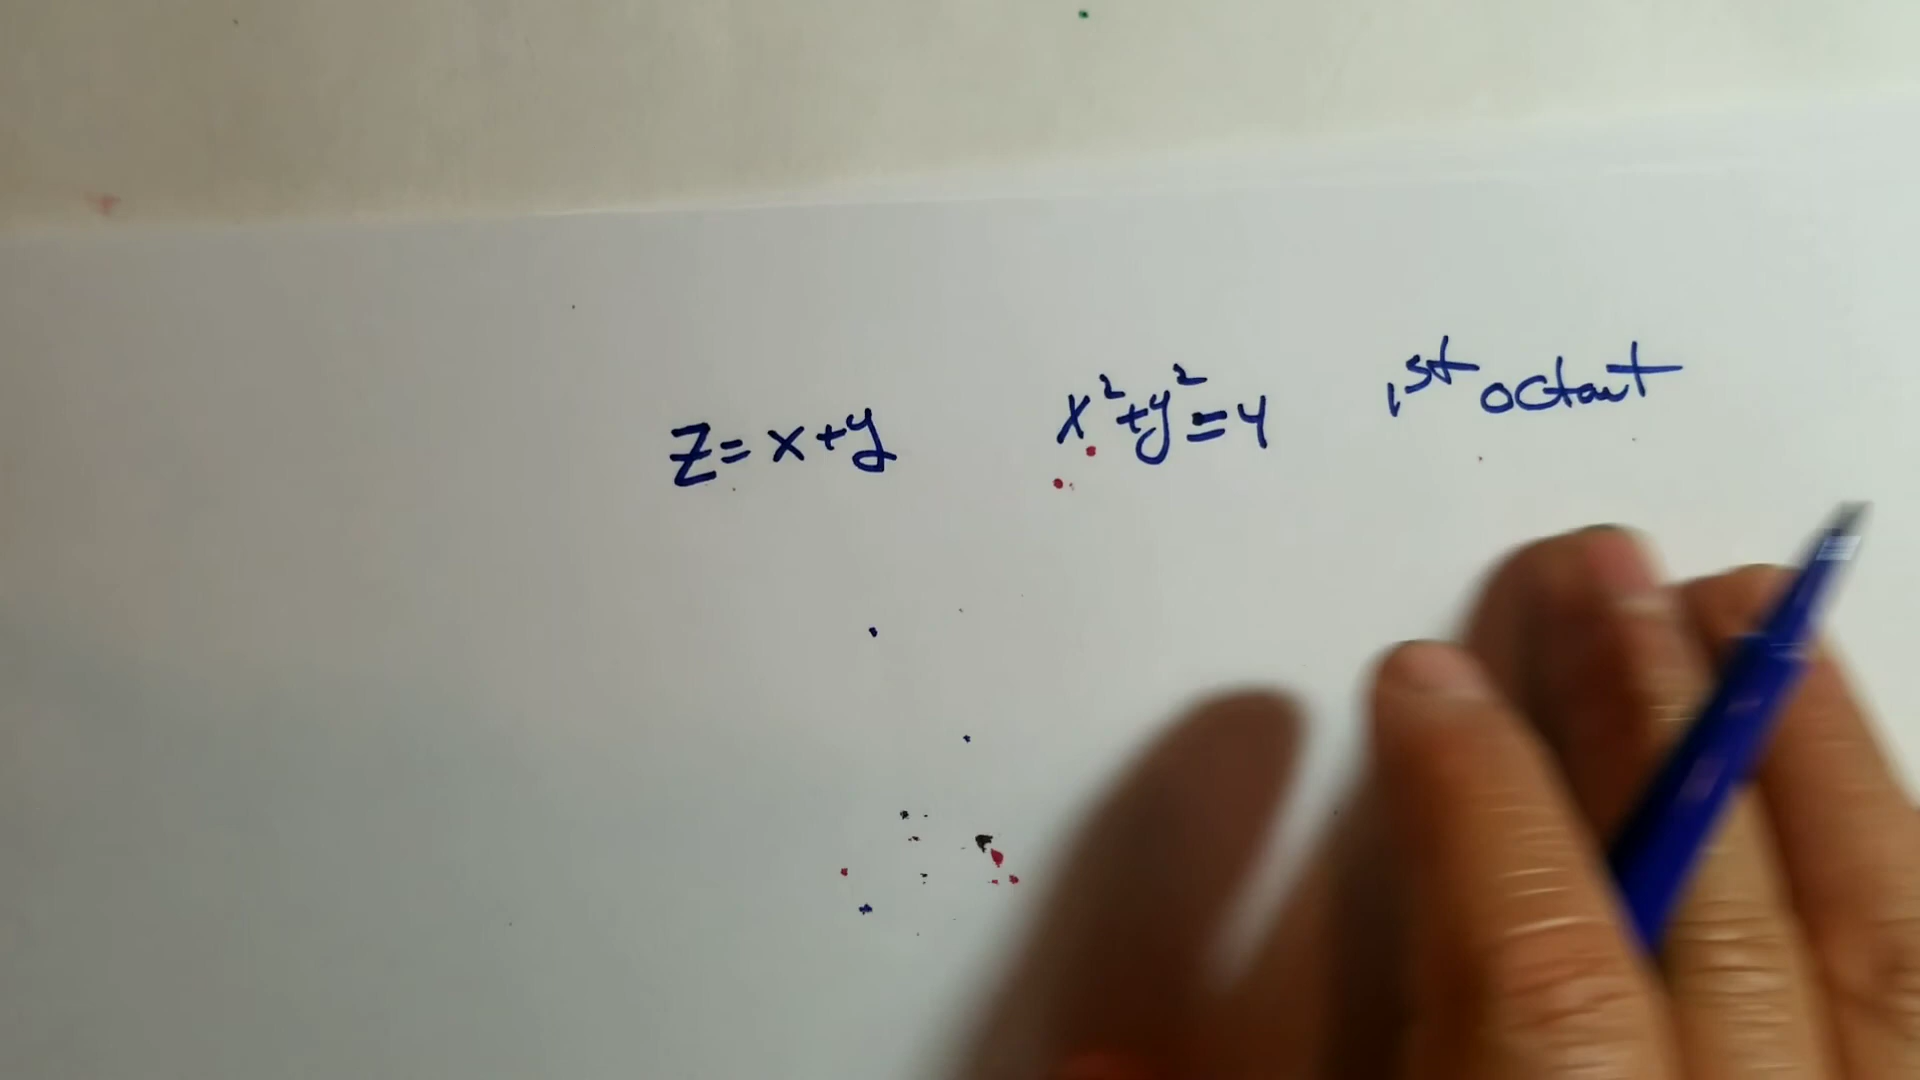 z = x + y   x² + y² = 4   1st octant